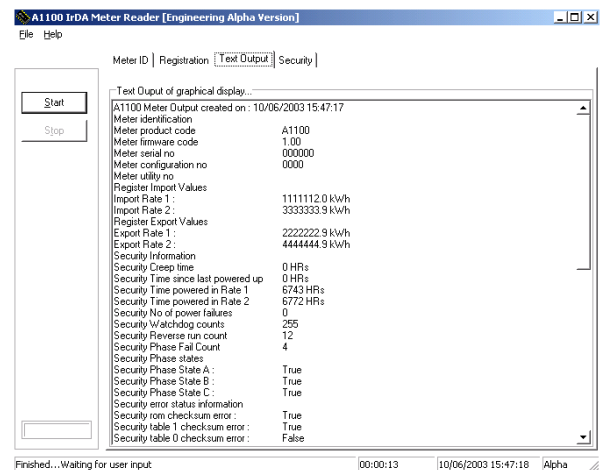 A1100 IrDA Meter Reader [Engineering Alpha Version]
File Help
Meter ID Registration Text Output Security
Start
Stop
Text Ouput of graphical display...
A1100 Meter Output created on : 10/06/2003 15:47:17
Meter identification
Meter product code A1100
Meter firmware code 1.00
Meter serial no 000000
Meter configuration no 0000
Meter utility no
Register Import Values
Import Rate 1 : 1111112.0 kWh
Import Rate 2 : 3333333.9 kWh
Register Export Values
Export Rate 1 : 2222222.9 kWh
Export Rate 2 : 4444444.9 kWh
Security Information
Security Creep time 0 HRs
Security Time since last powered up 0 HRs
Security Time powered in Rate 1 6743 HRs
Security Time powered in Rate 2 6772 HRs
Security No of power failures 0
Security Watchdog counts 255
Security Reverse run count 12
Security Phase Fail Count 4
Security Phase states
Security Phase State A : True
Security Phase State B : True
Security Phase State C : True
Security error status information
Security rom checksum error : True
Security table 1 checksum error : True
Security table 0 checksum error : False
Finished...Waiting for user input 00:00:13 10/06/2003 15:47:18 Alpha